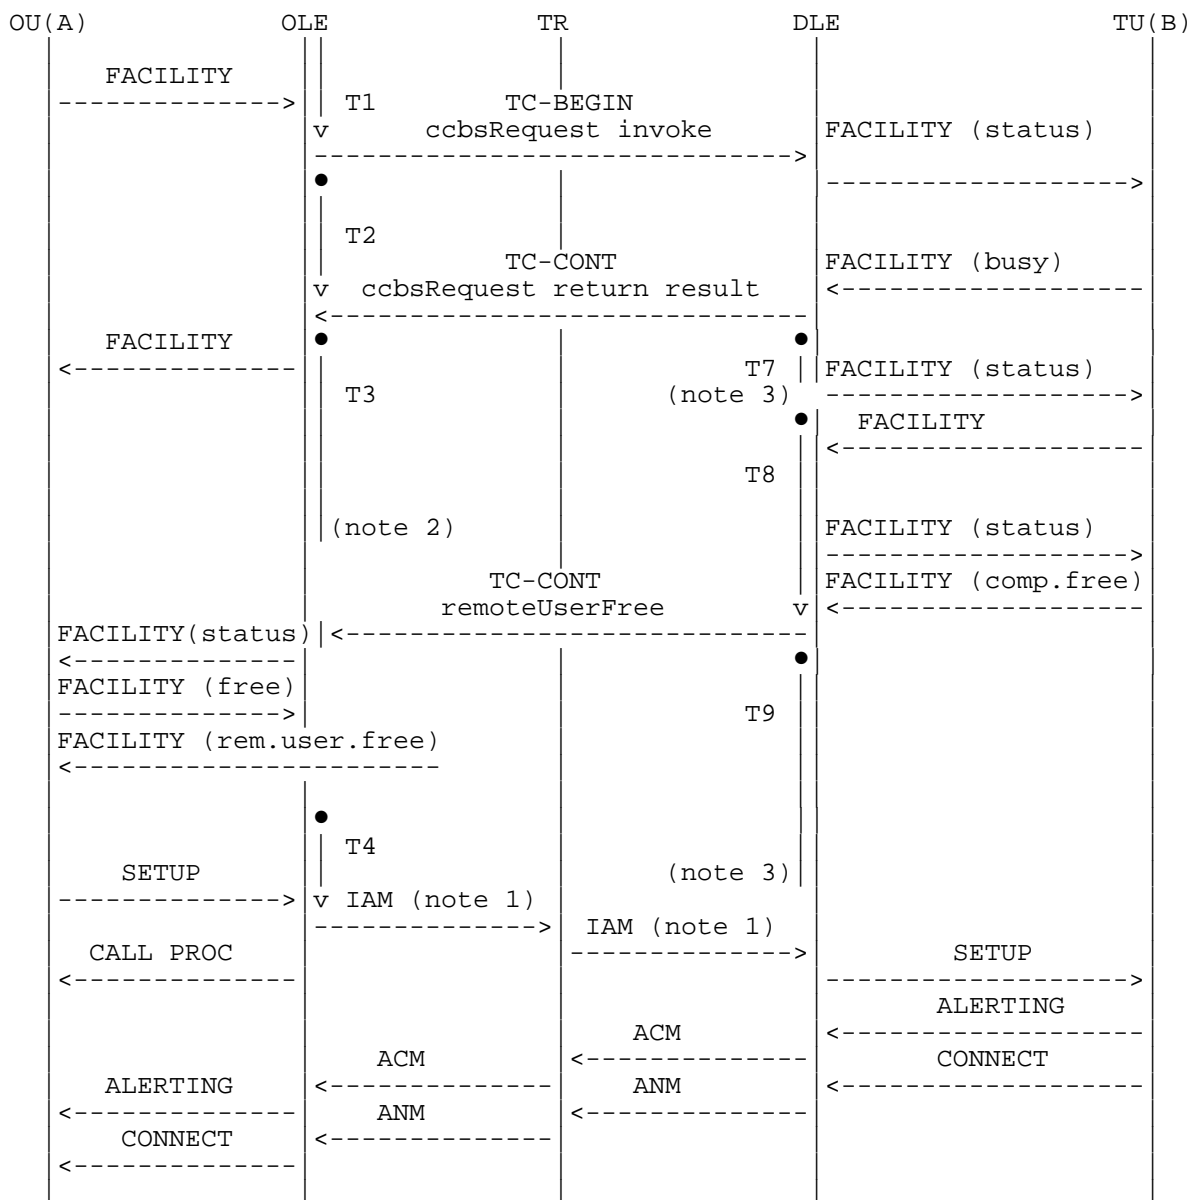 OU(A) OLE TR DLE TU(B)
FACILITY
T1 TC-BEGIN
v ccbsRequest invoke FACILITY (status)
T2
TC-CONT FACILITY (busy)
v ccbsRequest return result
FACILITY
T7 FACILITY (status)
T3 (note 3)
FACILITY
T8
(note 2) FACILITY (status)
TC-CONT FACILITY (comp.free)
remoteUserFree v
FACILITY(status)
FACILITY (free)
T9
FACILITY (rem.user.free)
T4
SETUP (note 3)
v IAM (note 1)
IAM (note 1)
CALL PROC SETUP
ALERTING
ACM
ACM CONNECT
ALERTING ANM
ANM
CONNECT